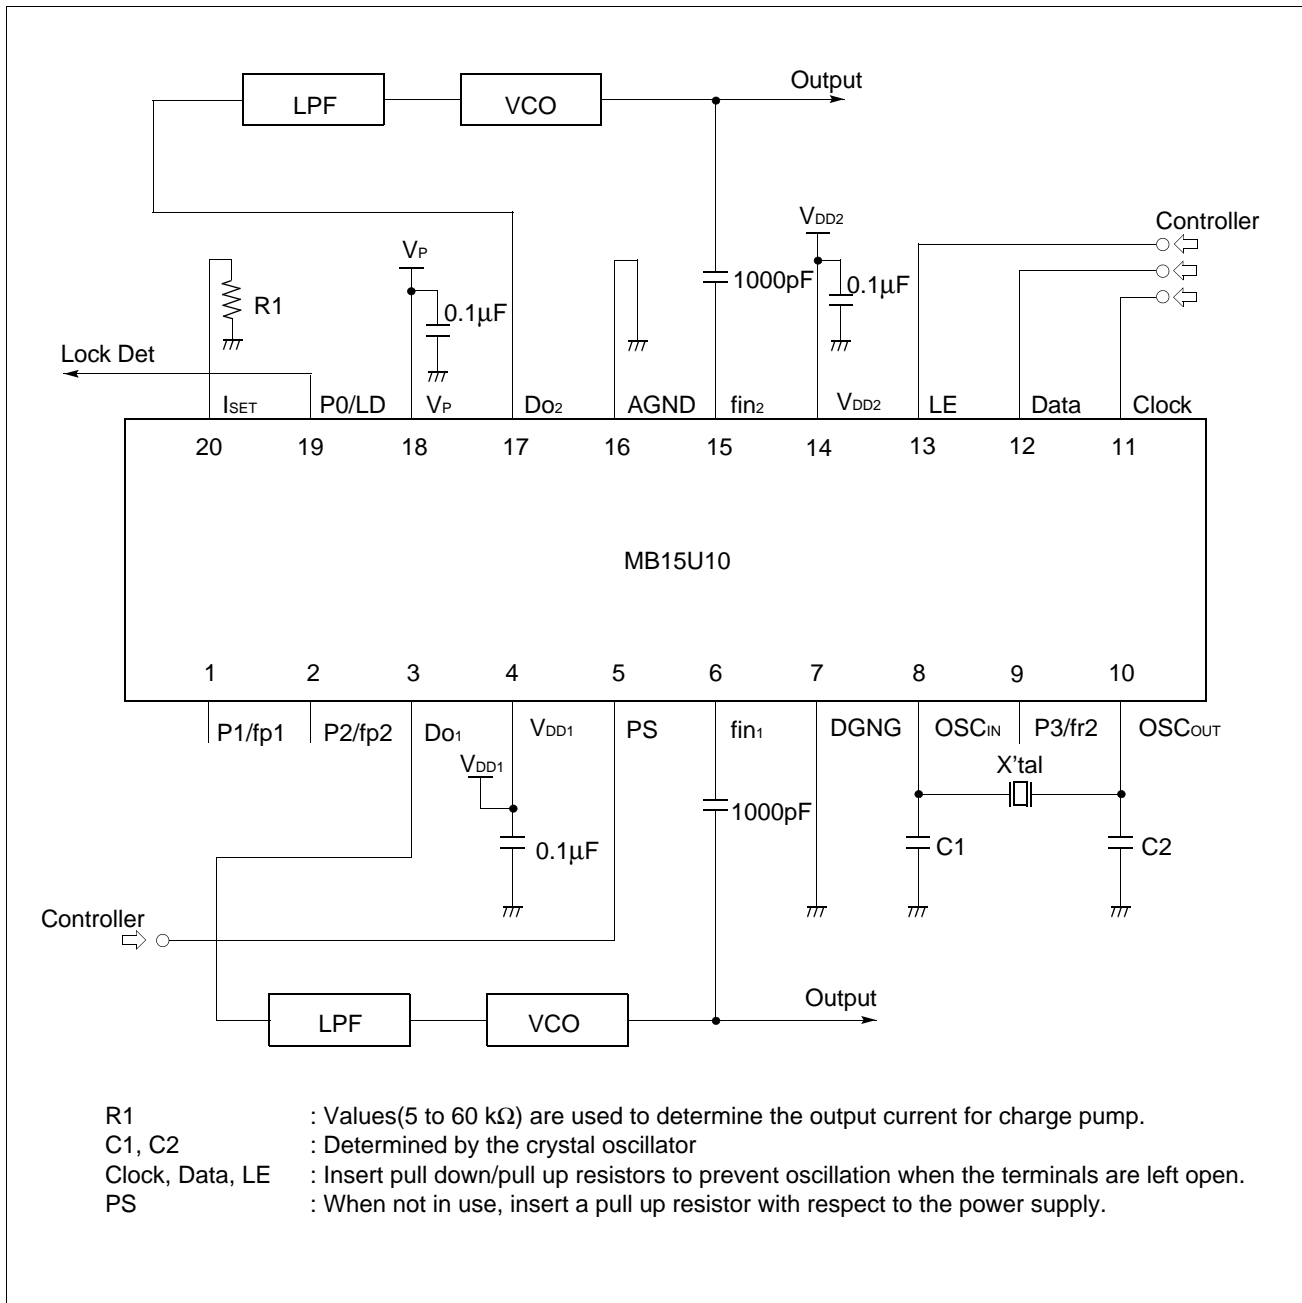 Output
LPF VCO
VDD2 Controller
VP
1000pF 0.1μF
R1 0.1μF
Lock Det
ISET P0/LD VP Do2 AGND fin2 VDD2 LE Data Clock
20 19 18 17 16 15 14 13 12 11
MB15U10
1 2 3 4 5 6 7 8 9 10
P1/fp1 P2/fp2 Do1 VDD1 PS fin1 DGNG OSCIN P3/fr2 OSCOUT
VDD1 X'tal
1000pF
0.1μF C1 C2
Controller
Output
LPF VCO
R1 : Values(5 to 60 kΩ) are used to determine the output current for charge pump.
C1, C2 : Determined by the crystal oscillator
Clock, Data, LE : Insert pull down/pull up resistors to prevent oscillation when the terminals are left open.
PS : When not in use, insert a pull up resistor with respect to the power supply.